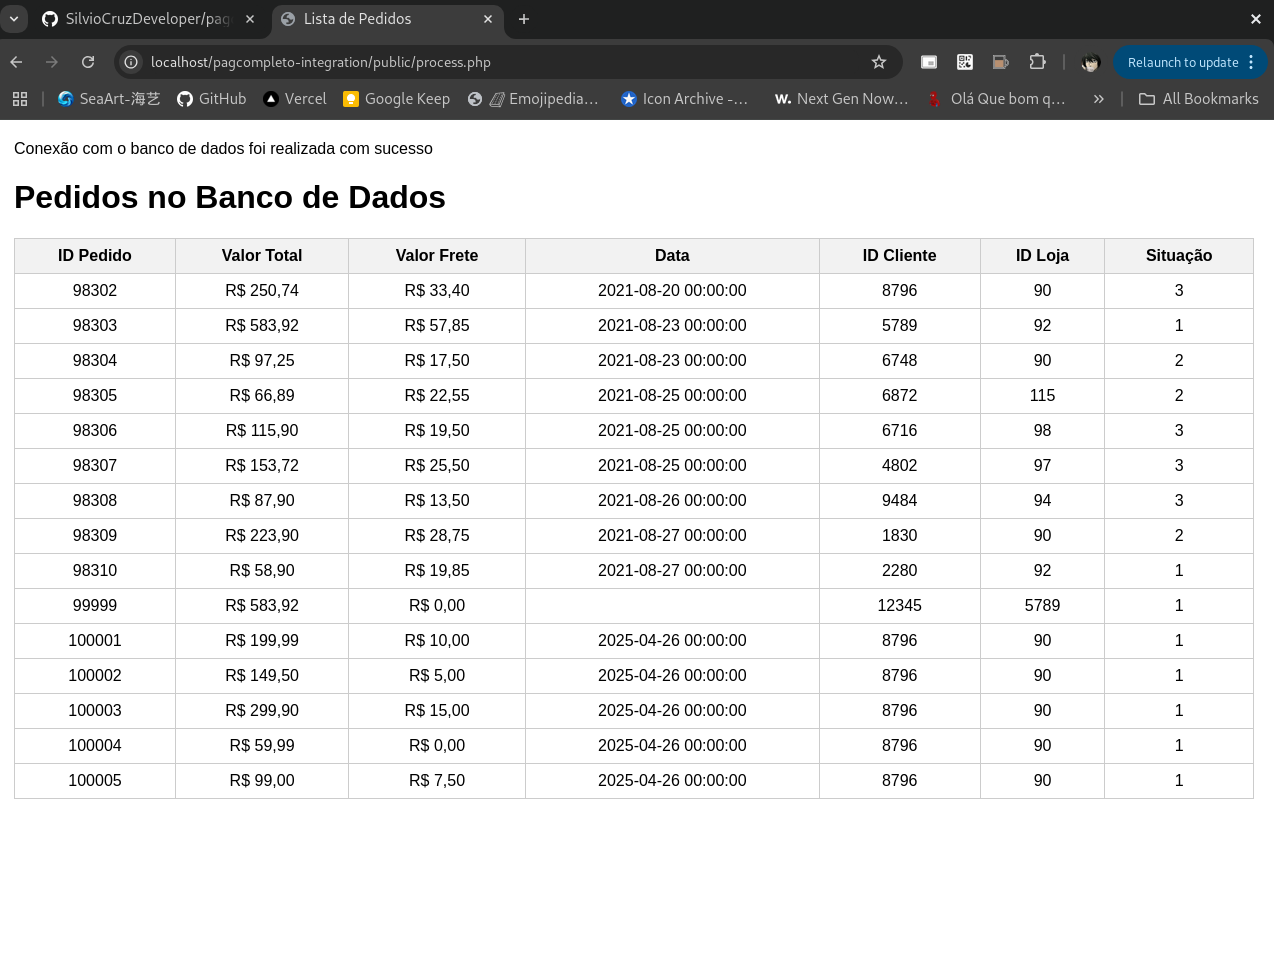 SilvioCruzDeveloper/pag
Lista de Pedidos
localhost/pagcompleto-integration/public/process.php
Relaunch to update
SeaArt-海艺 GitHub Vercel Google Keep Emojipedia… Icon Archive -… Next Gen Now… Olá Que bom q… » All Bookmarks
Conexão com o banco de dados foi realizada com sucesso
Pedidos no Banco de Dados
ID Pedido Valor Total Valor Frete Data ID Cliente ID Loja Situação
98302 R$ 250,74 R$ 33,40 2021-08-20 00:00:00 8796 90 3
98303 R$ 583,92 R$ 57,85 2021-08-23 00:00:00 5789 92 1
98304 R$ 97,25 R$ 17,50 2021-08-23 00:00:00 6748 90 2
98305 R$ 66,89 R$ 22,55 2021-08-25 00:00:00 6872 115 2
98306 R$ 115,90 R$ 19,50 2021-08-25 00:00:00 6716 98 3
98307 R$ 153,72 R$ 25,50 2021-08-25 00:00:00 4802 97 3
98308 R$ 87,90 R$ 13,50 2021-08-26 00:00:00 9484 94 3
98309 R$ 223,90 R$ 28,75 2021-08-27 00:00:00 1830 90 2
98310 R$ 58,90 R$ 19,85 2021-08-27 00:00:00 2280 92 1
99999 R$ 583,92 R$ 0,00 12345 5789 1
100001 R$ 199,99 R$ 10,00 2025-04-26 00:00:00 8796 90 1
100002 R$ 149,50 R$ 5,00 2025-04-26 00:00:00 8796 90 1
100003 R$ 299,90 R$ 15,00 2025-04-26 00:00:00 8796 90 1
100004 R$ 59,99 R$ 0,00 2025-04-26 00:00:00 8796 90 1
100005 R$ 99,00 R$ 7,50 2025-04-26 00:00:00 8796 90 1